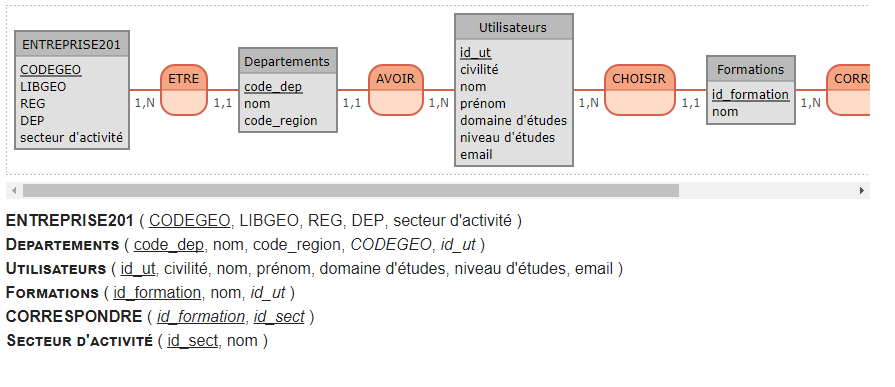 ENTREPRISE201
CODEGEO
LIBGEO
REG
DEP
secteur d'activité
1,N
ETRE
1,1
Departements
code_dep
nom
code_region
1,1
AVOIR
1,N
Utilisateurs
id_ut
civilité
nom
prénom
domaine d'études
niveau d'études
email
1,N
CHOISIR
1,1
Formations
id_formation
nom
1,N
CORR
ENTREPRISE201 ( CODEGEO, LIBGEO, REG, DEP, secteur d'activité )
DEPARTEMENTS ( code_dep, nom, code_region, CODEGEO, id_ut )
UTILISATEURS ( id_ut, civilité, nom, prénom, domaine d'études, niveau d'études, email )
FORMATIONS ( id_formation, nom, id_ut )
CORRESPONDRE ( id_formation, id_sect )
SECTEUR D'ACTIVITÉ ( id_sect, nom )